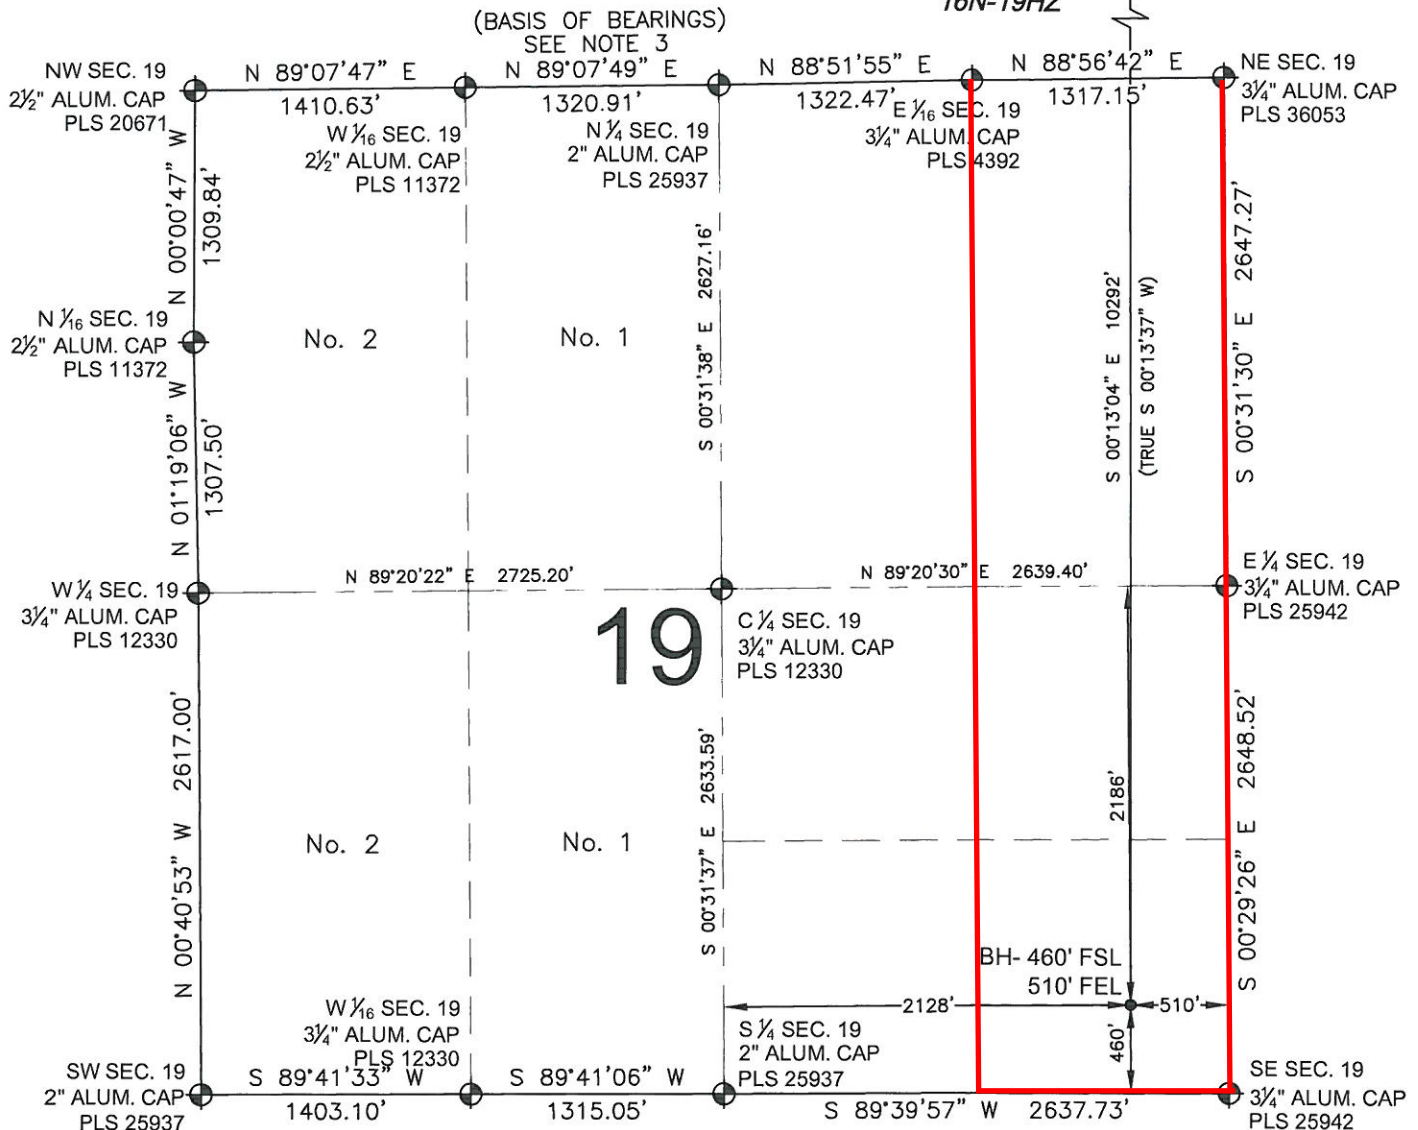 16N-19HZ
(BASIS OF BEARINGS)
SEE NOTE 3
NW SEC. 19
2½" ALUM. CAP
PLS 20671
N 89°07'47" E
1410.63'
N 89°07'49" E
1320.91'
N 88°51'55" E
1322.47'
N 88°56'42" E
1317.15'
NE SEC. 19
3¼" ALUM. CAP
PLS 36053
W 1⁄16 SEC. 19
2½" ALUM. CAP
PLS 11372
N ¼ SEC. 19
2" ALUM. CAP
PLS 25937
E 1⁄16 SEC. 19
3¼" ALUM. CAP
PLS 4392
N 00°00'47" W
1309.84'
S 00°31'38" E 2627.16'
S 00°13'04" E 10292'
(TRUE S 00°13'37" W)
S 00°31'30" E 2647.27'
N 1⁄16 SEC. 19
2½" ALUM. CAP
PLS 11372
No. 2
No. 1
N 01°19'06" W
1307.50'
W ¼ SEC. 19
3¼" ALUM. CAP
PLS 12330
N 89°20'22" E 2725.20'
N 89°20'30" E 2639.40'
E ¼ SEC. 19
3¼" ALUM. CAP
PLS 25942
19
C ¼ SEC. 19
3¼" ALUM. CAP
PLS 12330
N 00°40'53" W 2617.00'
S 00°31'37" E 2633.59'
2186'
S 00°29'26" E 2648.52'
No. 2
No. 1
BH- 460' FSL
510' FEL
2128'
510'
460'
W 1⁄16 SEC. 19
3¼" ALUM. CAP
PLS 12330
S ¼ SEC. 19
2" ALUM. CAP
PLS 25937
SW SEC. 19
2" ALUM. CAP
PLS 25937
S 89°41'33" W
1403.10'
S 89°41'06" W
1315.05'
S 89°39'57" W 2637.73'
SE SEC. 19
3¼" ALUM. CAP
PLS 25942